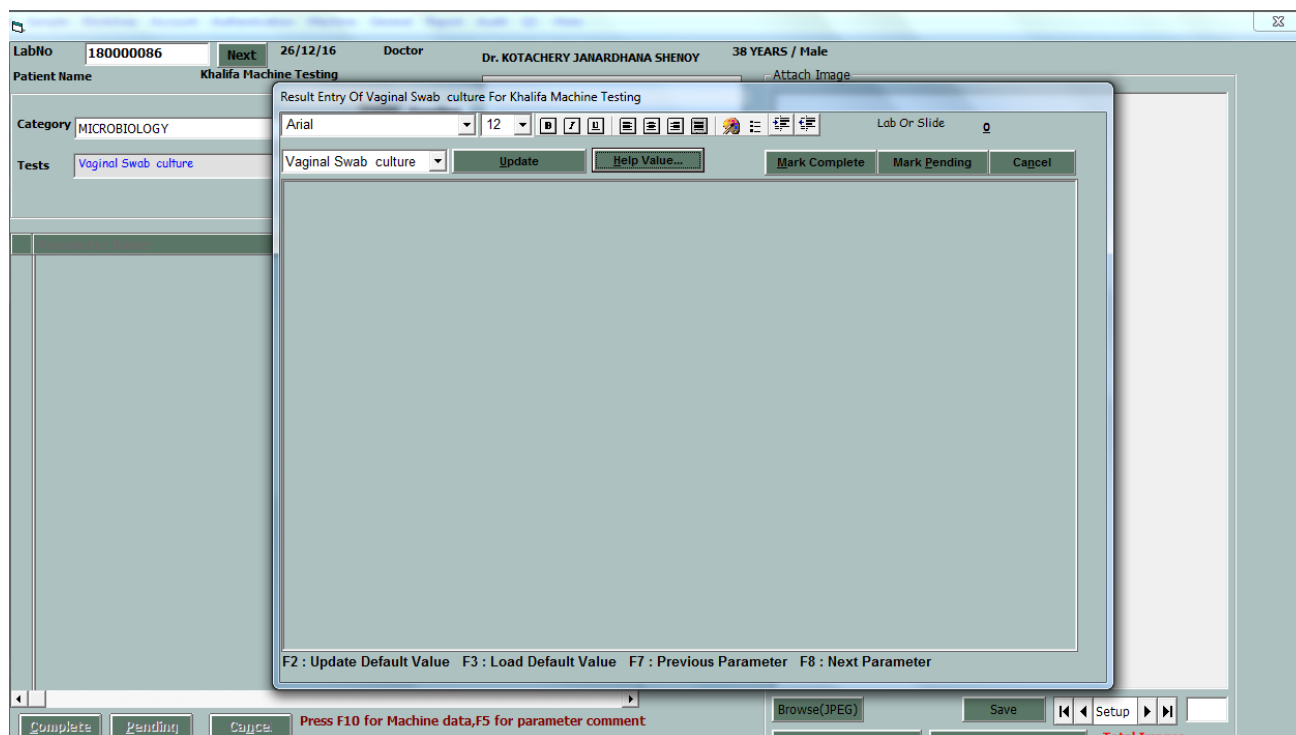 LabNo 180000086 Next 26/12/16 Doctor Dr. KOTACHERY JANARDHANA SHENOY 38 YEARS / Male
Patient Name Khalifa Machine Testing Attach Image
Result Entry Of Vaginal Swab culture For Khalifa Machine Testing
Category MICROBIOLOGY
Arial 12 B I U Lab Or Slide 0
Tests Vaginal Swab culture
Vaginal Swab culture Update Help Value... Mark Complete Mark Pending Cancel
F2 : Update Default Value F3 : Load Default Value F7 : Previous Parameter F8 : Next Parameter
Complete Pending Cance Press F10 for Machine data,F5 for parameter comment Browse(JPEG) Save Setup